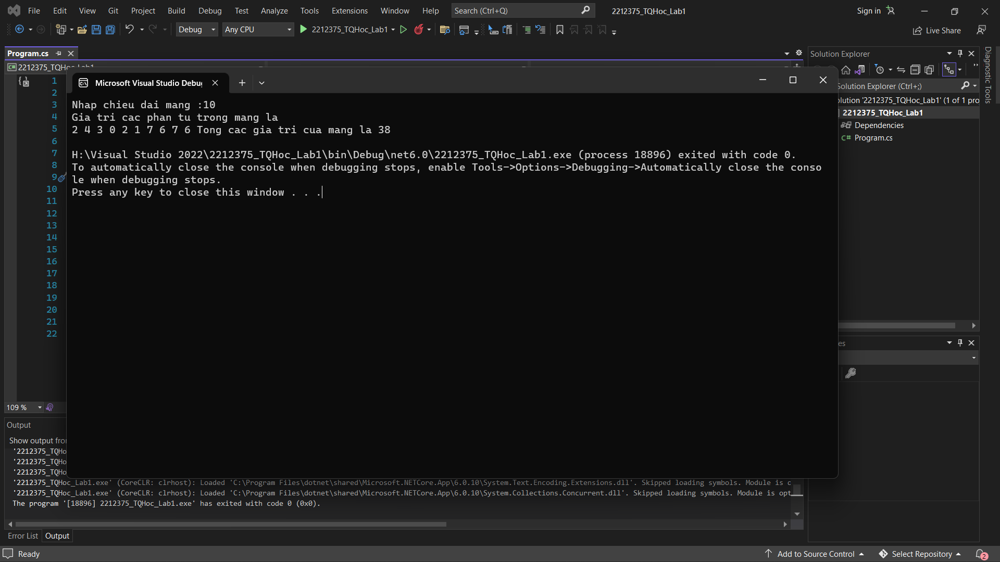 File Edit View Git Project Build Debug Test Analyze Tools Extensions Window Help Search (Ctrl+Q) 2212375_TQHoc_Lab1 Sign in
Debug Any CPU 2212375_TQHoc_Lab1 Live Share
Program.cs
2212375_TQHoc_Lab1
Solution Explorer
Diagnostic Tools
Solution Explorer (Ctrl+;)
olution '2212375_TQHoc_Lab1' (1 of 1 pro
2212375_TQHoc_Lab1
Dependencies
C# Program.cs
1
2
3
4
5
6
7
8
9
10
11
12
13
14
15
16
17
18
19
20
21
22
Microsoft Visual Studio Debug
Nhap chieu dai mang :10
Gia tri cac phan tu trong mang la
2 4 3 0 2 1 7 6 7 6 Tong cac gia tri cua mang la 38
H:\Visual Studio 2022\2212375_TQHoc_Lab1\bin\Debug\net6.0\2212375_TQHoc_Lab1.exe (process 18896) exited with code 0.
To automatically close the console when debugging stops, enable Tools->Options->Debugging->Automatically close the conso
le when debugging stops.
Press any key to close this window . . .
es
109 %
Output
Show output fro
'2212375_TQHo
'2212375_TQHo
'2212375_TQHo
'2212375_TQHoc_Lab1.exe' (CoreCLR: clrhost): Loaded 'C:\Program Files\dotnet\shared\Microsoft.NETCore.App\6.0.10\System.Text.Encoding.Extensions.dll'. Skipped loading symbols. Module is c
'2212375_TQHoc_Lab1.exe' (CoreCLR: clrhost): Loaded 'C:\Program Files\dotnet\shared\Microsoft.NETCore.App\6.0.10\System.Collections.Concurrent.dll'. Skipped loading symbols. Module is opt
The program '[18896] 2212375_TQHoc_Lab1.exe' has exited with code 0 (0x0).
Error List Output
Ready Add to Source Control Select Repository 2